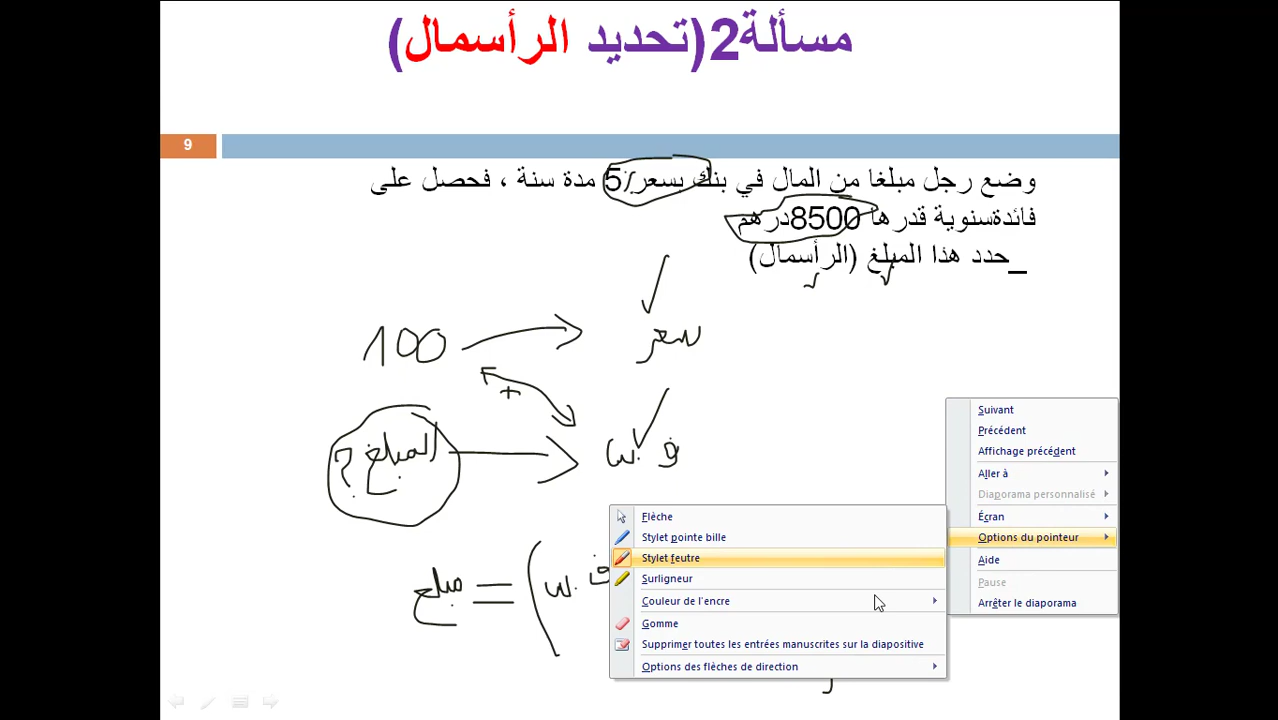 مسألة2(تحديد الرأسمال)
9
وضع رجل مبلغا من المال في بنك بسعر5٪ مدة سنة ، فحصل على
فائدةسنوية قدرها 8500درهم
_حدد هذا المبلغ (الرأسمال)
100 سعر
المبلغ ؟ ف.س
مبلغ = (ف.س
Suivant
Précédent
Affichage précédent
Aller à
Diaporama personnalisé
Écran
Options du pointeur
Aide
Pause
Arrêter le diaporama
Flèche
Stylet pointe bille
Stylet feutre
Surligneur
Couleur de l'encre
Gomme
Supprimer toutes les entrées manuscrites sur la diapositive
Options des flèches de direction